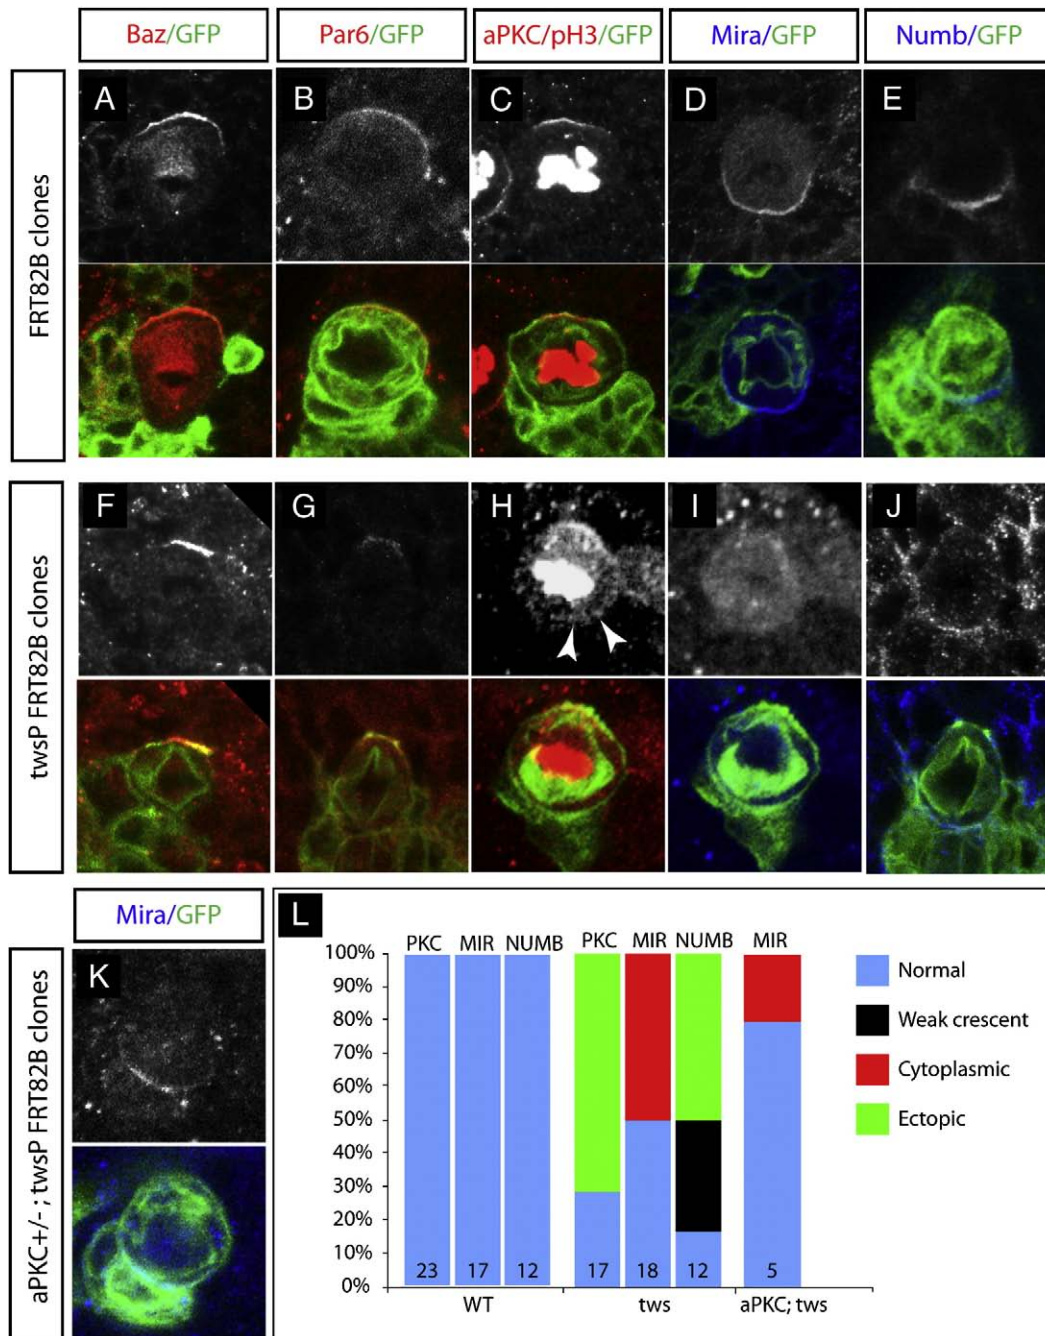 Baz/GFP Par6/GFP aPKC/pH3/GFP Mira/GFP Numb/GFP
FRT82B clones
A B C D E
twsP FRT82B clones
F G H I J
Mira/GFP
aPKC+/- ; twsP FRT82B clones
K
L
PKC MIR NUMB PKC MIR NUMB MIR
100%
90%
80%
70%
60%
50%
40%
30%
20%
10%
0%
23 17 12 17 18 12 5
WT tws aPKC; tws
Normal
Weak crescent
Cytoplasmic
Ectopic